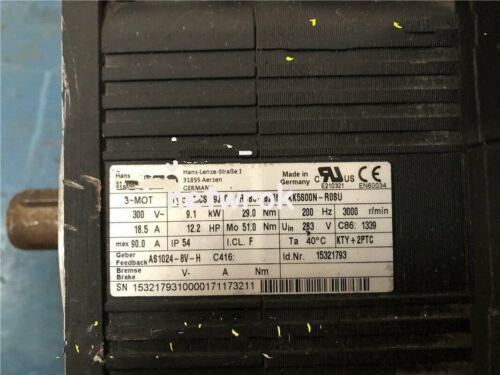 Hans-Lenze-Straße 1
31855 Aerzen
GERMANY
Made in
Germany
E210321
EN60034
3-MOT
K5S00N-R0SU
300 V- 9.1 kW 29.0 Nm 200 Hz 3000 r/min
18.5 A 12.2 HP Mo 51.0 Nm Uin 283 V C86: 1339
max 90.0 A IP 54 I.CL. F Ta 40°C KTY+2PTC
Geber
Feedback AS1024-8V-H C416: Id.Nr. 15321793
Bremse
Brake V- A Nm
SN 1532179310000171173211